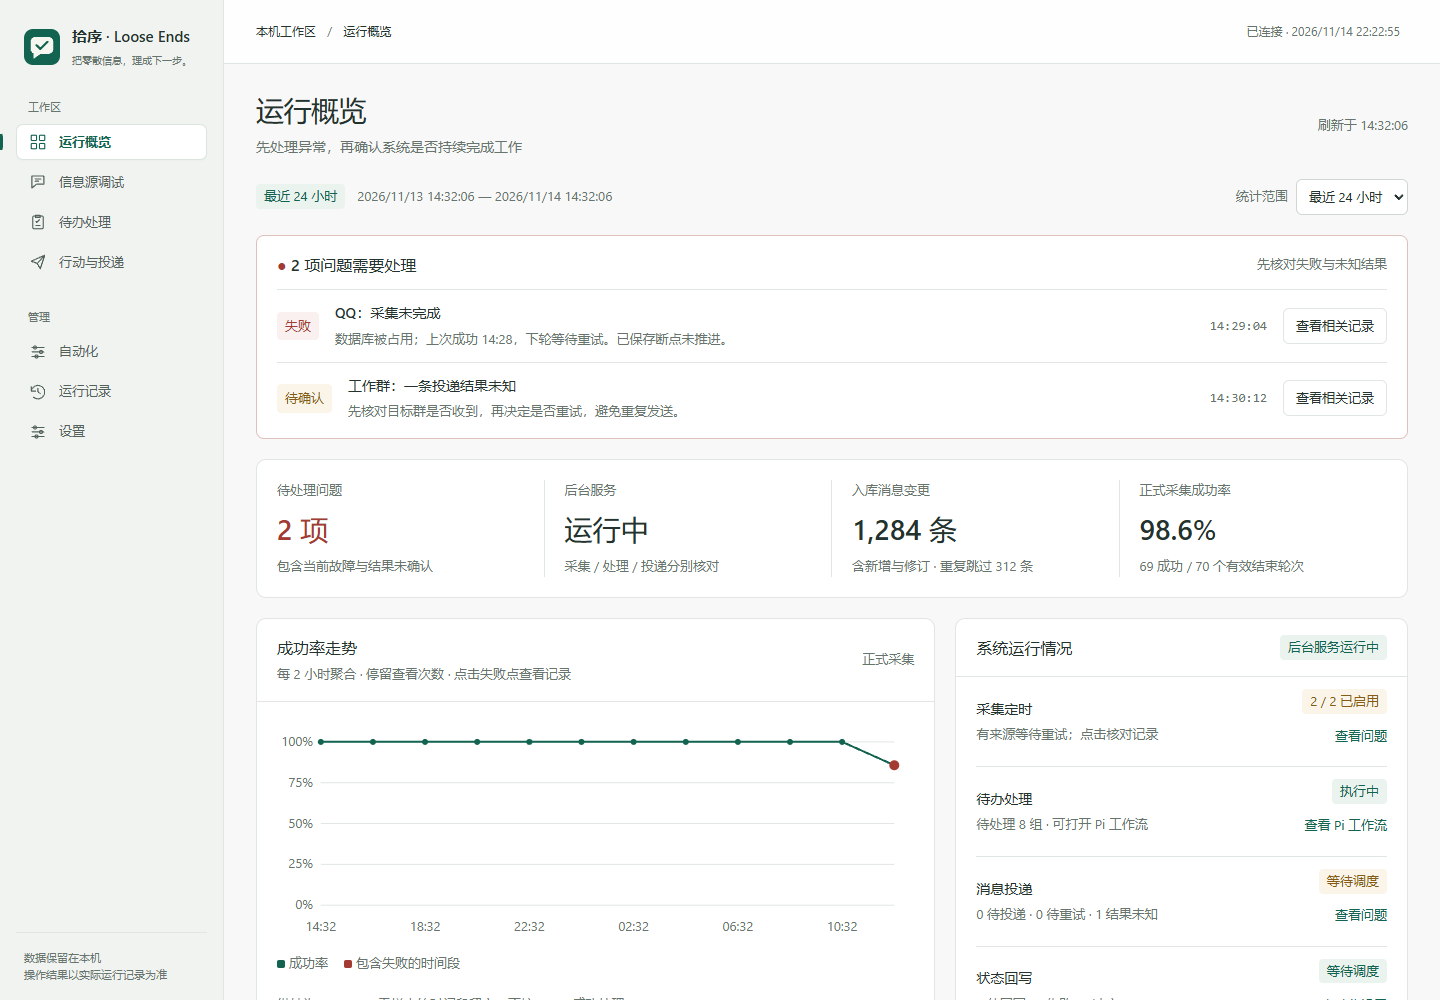 拾序 · Loose Ends
把零散信息，理成下一步。
工作区
运行概览
信息源调试
待办处理
行动与投递
管理
自动化
运行记录
设置
数据保留在本机
操作结果以实际运行记录为准
本机工作区 / 运行概览
已连接 · 2026/11/14 22:22:55
运行概览
先处理异常，再确认系统是否持续完成工作
刷新于 14:32:06
最近 24 小时 2026/11/13 14:32:06 — 2026/11/14 14:32:06
统计范围 最近 24 小时
2 项问题需要处理
先核对失败与未知结果
失败
QQ：采集未完成
数据库被占用；上次成功 14:28，下轮等待重试。已保存断点未推进。
14:29:04
查看相关记录
待确认
工作群：一条投递结果未知
先核对目标群是否收到，再决定是否重试，避免重复发送。
14:30:12
查看相关记录
待处理问题
2 项
包含当前故障与结果未确认
后台服务
运行中
采集 / 处理 / 投递分别核对
入库消息变更
1,284 条
含新增与修订 · 重复跳过 312 条
正式采集成功率
98.6%
69 成功 / 70 个有效结束轮次
成功率走势
每 2 小时聚合 · 停留查看次数 · 点击失败点查看记录
正式采集
100%
75%
50%
25%
0%
14:32 18:32 22:32 02:32 06:32 10:32
成功率 包含失败的时间段
系统运行情况
后台服务运行中
采集定时
有来源等待重试；点击核对记录
2 / 2 已启用
查看问题
待办处理
待处理 8 组 · 可打开 Pi 工作流
执行中
查看 Pi 工作流
消息投递
0 待投递 · 0 待重试 · 1 结果未知
等待调度
查看问题
状态回写
等待调度